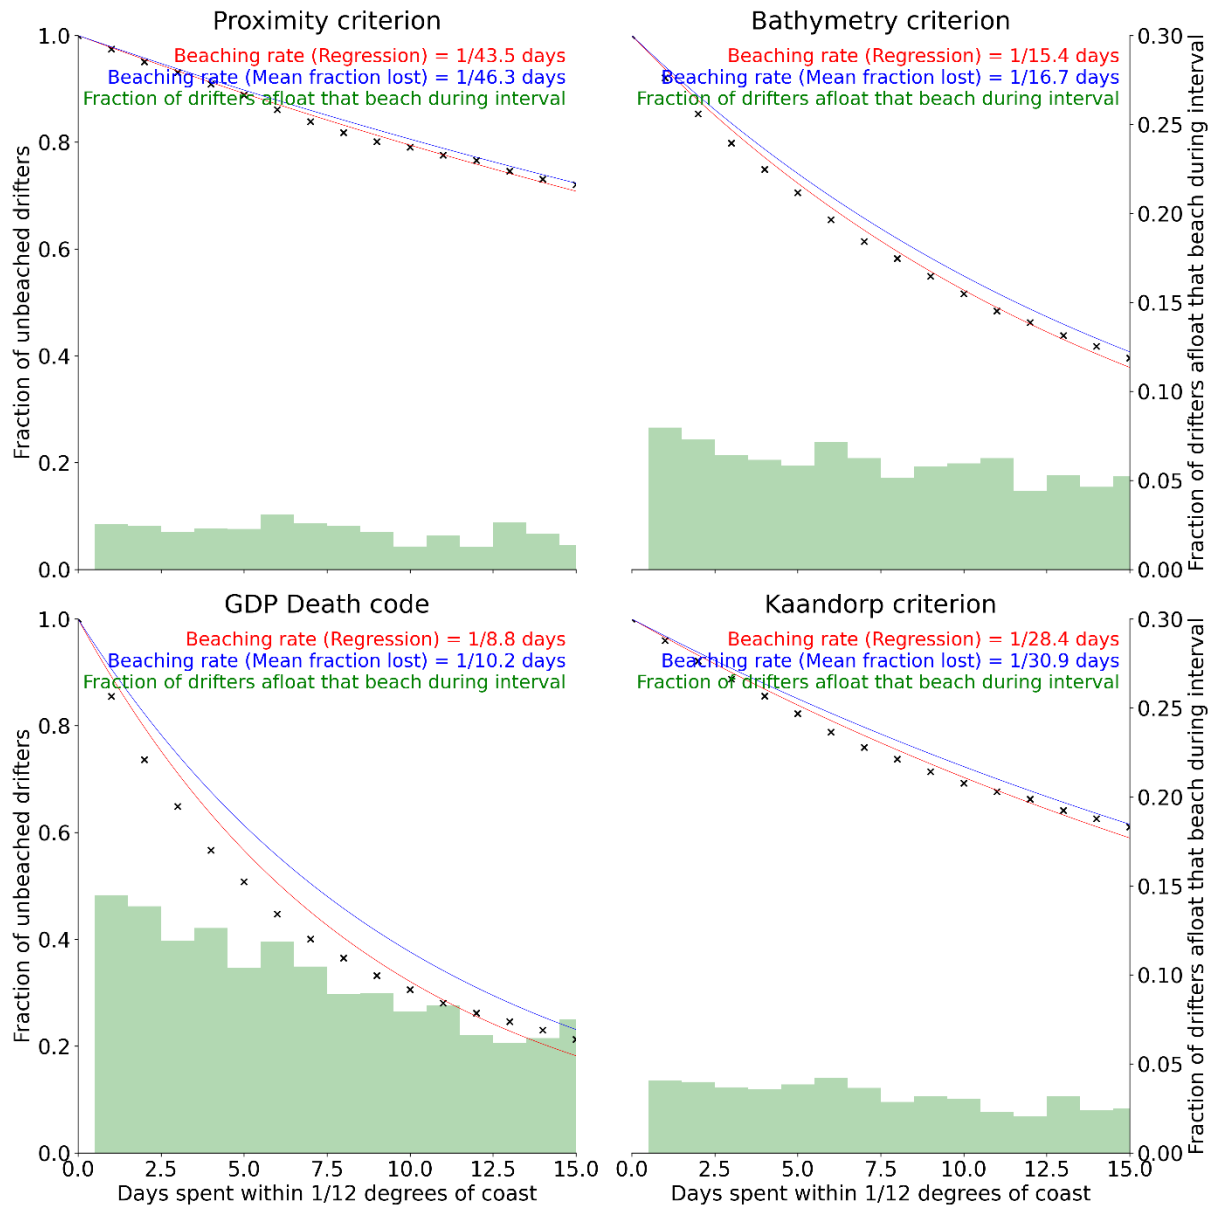 Proximity criterion
Beaching rate (Regression) = 1/43.5 days
Beaching rate (Mean fraction lost) = 1/46.3 days
Fraction of drifters afloat that beach during interval
1.0
0.8
0.6
0.4
0.2
0.0
Fraction of unbeached drifters
Bathymetry criterion
Beaching rate (Regression) = 1/15.4 days
Beaching rate (Mean fraction lost) = 1/16.7 days
Fraction of drifters afloat that beach during interval
0.30
0.25
0.20
0.15
0.10
0.05
0.00
Fraction of drifters afloat that beach during interval
GDP Death code
Beaching rate (Regression) = 1/8.8 days
Beaching rate (Mean fraction lost) = 1/10.2 days
Fraction of drifters afloat that beach during interval
1.0
0.8
0.6
0.4
0.2
0.0
Fraction of unbeached drifters
0.0 2.5 5.0 7.5 10.0 12.5 15.0
Days spent within 1/12 degrees of coast
Kaandorp criterion
Beaching rate (Regression) = 1/28.4 days
Beaching rate (Mean fraction lost) = 1/30.9 days
Fraction of drifters afloat that beach during interval
0.30
0.25
0.20
0.15
0.10
0.05
0.00
Fraction of drifters afloat that beach during interval
0.0 2.5 5.0 7.5 10.0 12.5 15.0
Days spent within 1/12 degrees of coast